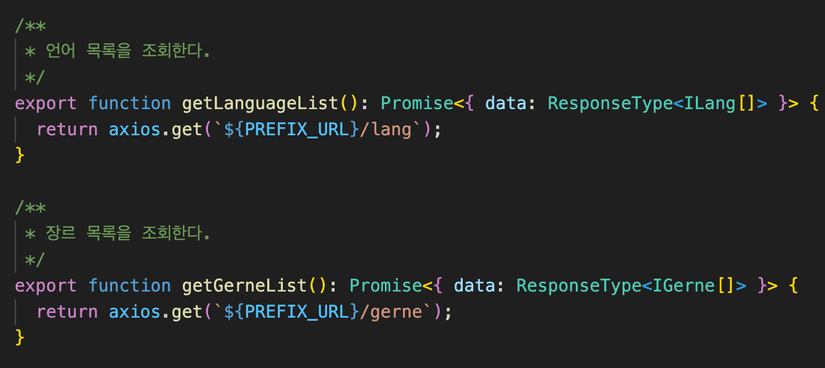 /**
 * 언어 목록을 조회한다.
 */
export function getLanguageList(): Promise<{ data: ResponseType<ILang[]> }> {
  return axios.get(`${PREFIX_URL}/lang`);
}

/**
 * 장르 목록을 조회한다.
 */
export function getGerneList(): Promise<{ data: ResponseType<IGerne[]> }> {
  return axios.get(`${PREFIX_URL}/gerne`);
}